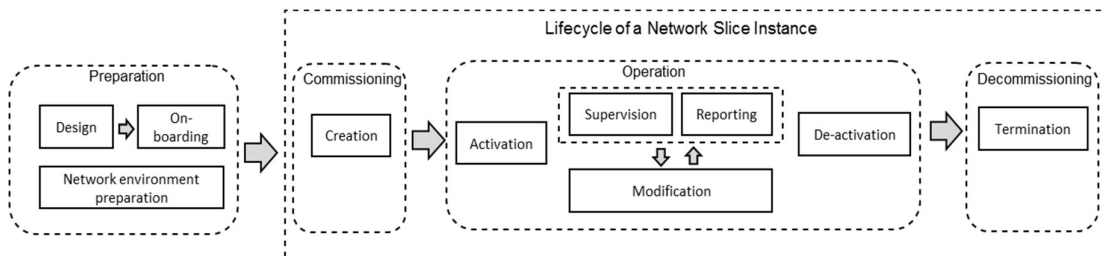 Lifecycle of a Network Slice Instance
Preparation
Design
On-
boarding
Network environment
preparation
Commissioning
Creation
Operation
Activation
Supervision
Reporting
Modification
De-activation
Decommissioning
Termination